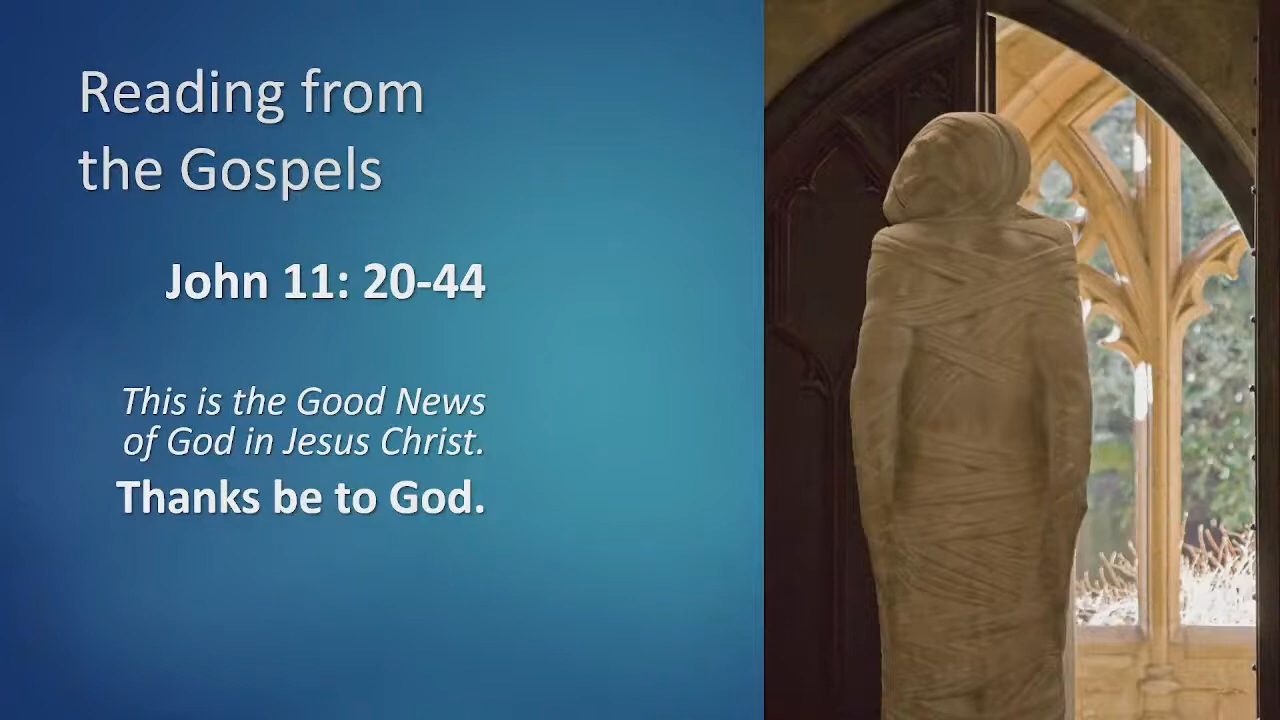 Reading from
the Gospels
John 11: 20-44
This is the Good News
of God in Jesus Christ.
Thanks be to God.